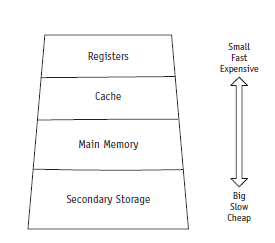 Registers
Cache
Main Memory
Secondary Storage
Small
Fast
Expensive
Big
Slow
Cheap